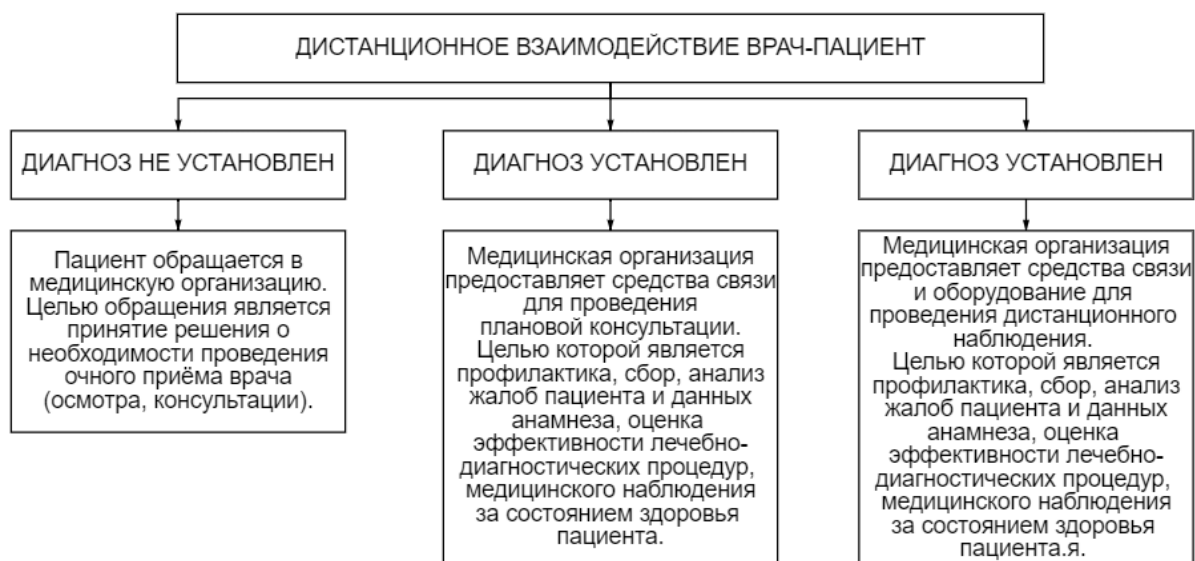 ДИСТАНЦИОННОЕ ВЗАИМОДЕЙСТВИЕ ВРАЧ-ПАЦИЕНТ
ДИАГНОЗ НЕ УСТАНОВЛЕН
Пациент обращается в
медицинскую организацию.
Целью обращения является
принятие решения о
необходимости проведения
очного приёма врача
(осмотра, консультации).
ДИАГНОЗ УСТАНОВЛЕН
Медицинская организация
предоставляет средства связи
для проведения
плановой консультации.
Целью которой является
профилактика, сбор, анализ
жалоб пациента и данных
анамнеза, оценка
эффективности лечебно-
диагностических процедур,
медицинского наблюдения
за состоянием здоровья
пациента.
ДИАГНОЗ УСТАНОВЛЕН
Медицинская организация
предоставляет средства связи
и оборудование для
проведения дистанционного
наблюдения.
Целью которой является
профилактика, сбор, анализ
жалоб пациента и данных
анамнеза, оценка
эффективности лечебно-
диагностических процедур,
медицинского наблюдения
за состоянием здоровья
пациента.я.